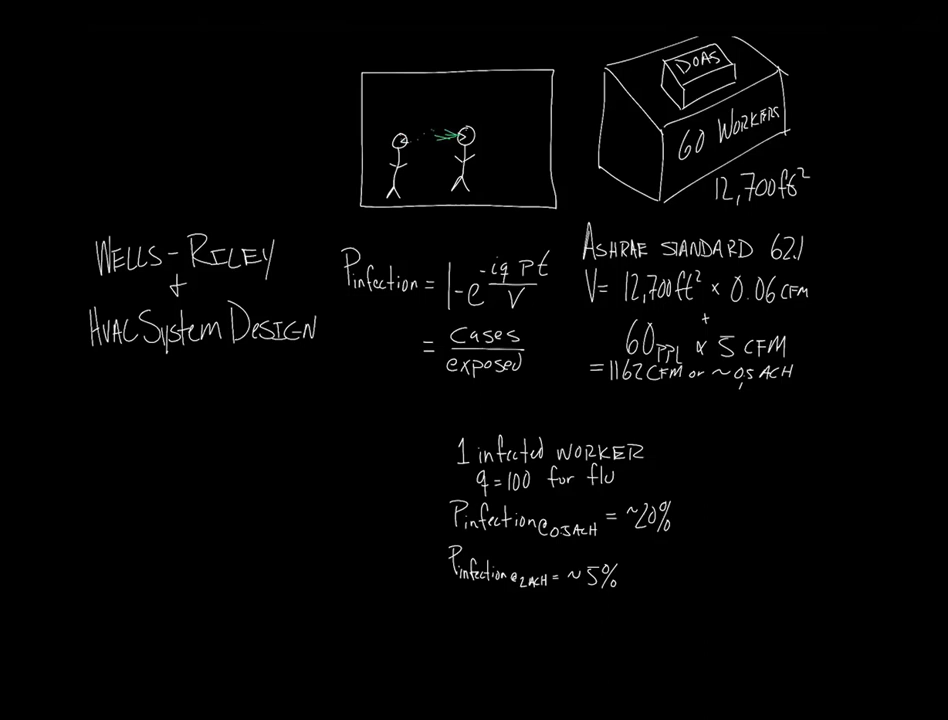 DOAS
60 WORKERS
12,700ft²
WELLS-RILEY
+
HVAC System DESIGN
Pinfection = 1-e^(-iqpt/V)
= cases/exposed
ASHRAE STANDARD 62.1
V= 12,700ft² × 0.06 CFM
+
60PPL × 5 CFM
= 1162 CFM or ~0.5 ACH
1 infected WORKER
q = 100 for flu
Pinfection@0.5ACH = ~20%
Pinfection@2ACH = ~5%